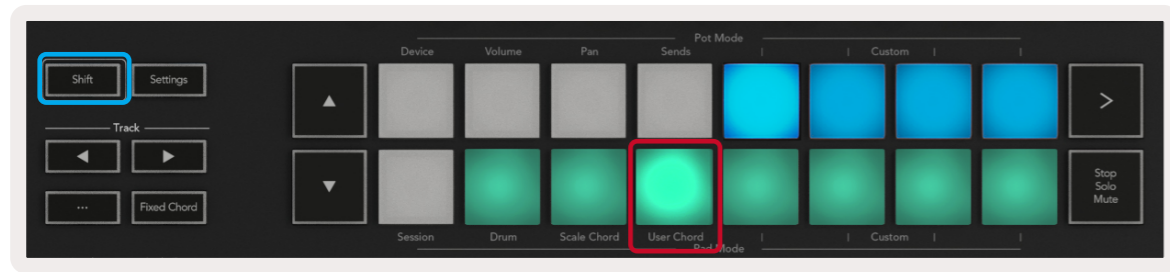 Pot Mode
Device Volume Pan Sends Custom
Shift Settings
Track
... Fixed Chord
Stop
Solo
Mute
Session Drum Scale Chord User Chord Custom
Pad Mode